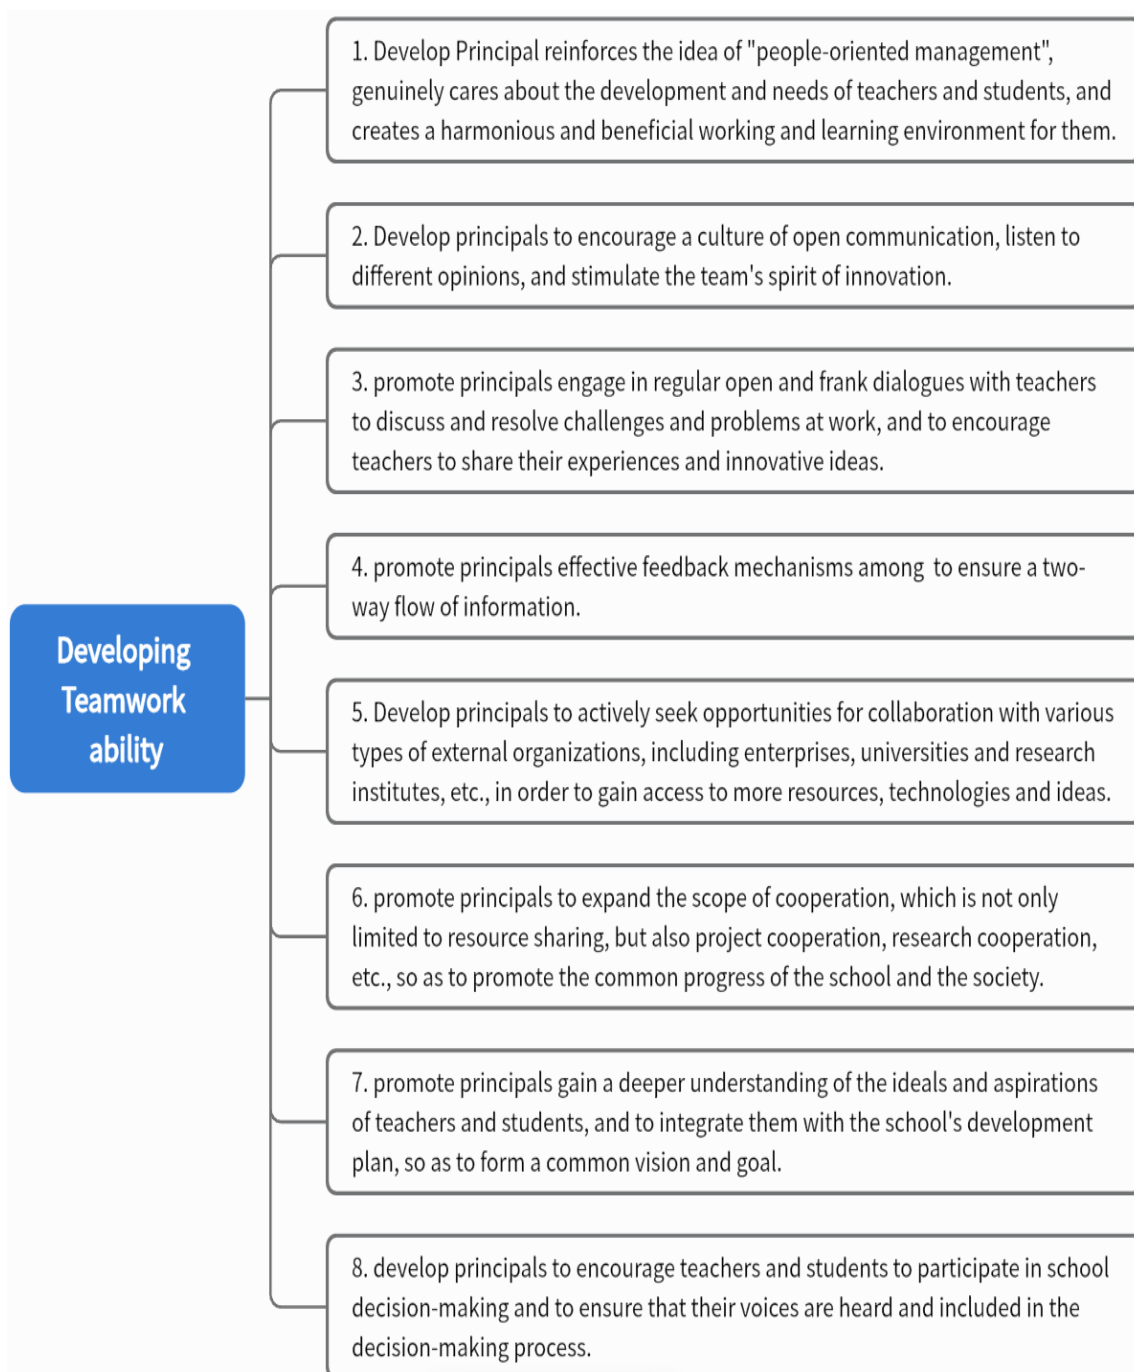 1. Develop Principal reinforces the idea of "people-oriented management",
genuinely cares about the development and needs of teachers and students, and
creates a harmonious and beneficial working and learning environment for them.
2. Develop principals to encourage a culture of open communication, listen to
different opinions, and stimulate the team's spirit of innovation.
3. promote principals engage in regular open and frank dialogues with teachers
to discuss and resolve challenges and problems at work, and to encourage
teachers to share their experiences and innovative ideas.
4. promote principals effective feedback mechanisms among  to ensure a two-
way flow of information.
Developing
Teamwork
ability
5. Develop principals to actively seek opportunities for collaboration with various
types of external organizations, including enterprises, universities and research
institutes, etc., in order to gain access to more resources, technologies and ideas.
6. promote principals to expand the scope of cooperation, which is not only
limited to resource sharing, but also project cooperation, research cooperation,
etc., so as to promote the common progress of the school and the society.
7. promote principals gain a deeper understanding of the ideals and aspirations
of teachers and students, and to integrate them with the school's development
plan, so as to form a common vision and goal.
8. develop principals to encourage teachers and students to participate in school
decision-making and to ensure that their voices are heard and included in the
decision-making process.